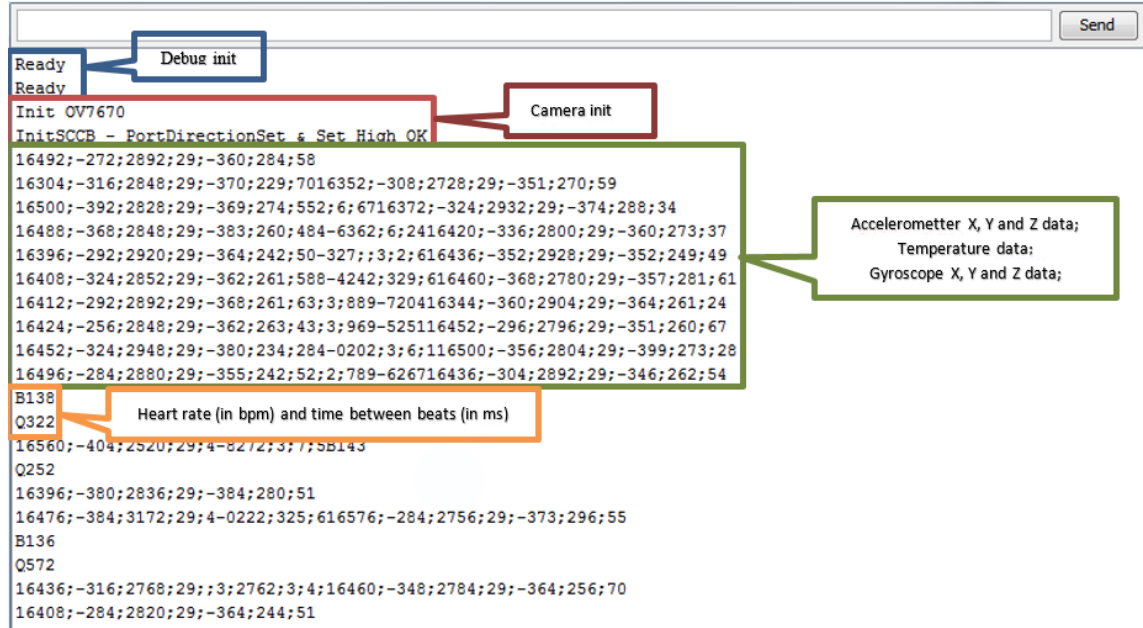 Send
Ready
Debug init
Ready
Init OV7670
Camera init
InitSCCB - PortDirectionSet & Set High OK
16492;-272;2892;29;-360;284;58
16304;-316;2848;29;-370;229;7016352;-308;2728;29;-351;270;59
16500;-392;2828;29;-369;274;552;6;6716372;-324;2932;29;-374;288;34
16488;-368;2848;29;-383;260;484-6362;6;2416420;-336;2800;29;-360;273;37
16396;-292;2920;29;-364;242;50-327;;3;2;616436;-352;2928;29;-352;249;49
16408;-324;2852;29;-362;261;588-4242;329;616460;-368;2780;29;-357;281;61
16412;-292;2892;29;-368;261;63;3;889-720416344;-360;2904;29;-364;261;24
16424;-256;2848;29;-362;263;43;3;969-525116452;-296;2796;29;-351;260;67
16452;-324;2948;29;-380;234;284-0202;3;6;116500;-356;2804;29;-399;273;28
16496;-284;2880;29;-355;242;52;2;789-626716436;-304;2892;29;-346;262;54
Accelerometter X, Y and Z data;
Temperature data:
Gyroscope X, Y and Z data;
B138
Q322
Heart rate (in bpm) and time between beats (in ms)
16560;-404;2520;29;4-8272;3;7;5B143
Q252
16396;-380;2836;29;-384;280;51
16476;-384;3172;29;4-0222;325;616576;-284;2756;29;-373;296;55
B136
Q572
16436;-316;2768;29;;3;2762;3;4;16460;-348;2784;29;-364;256;70
16408;-284;2820;29;-364;244;51